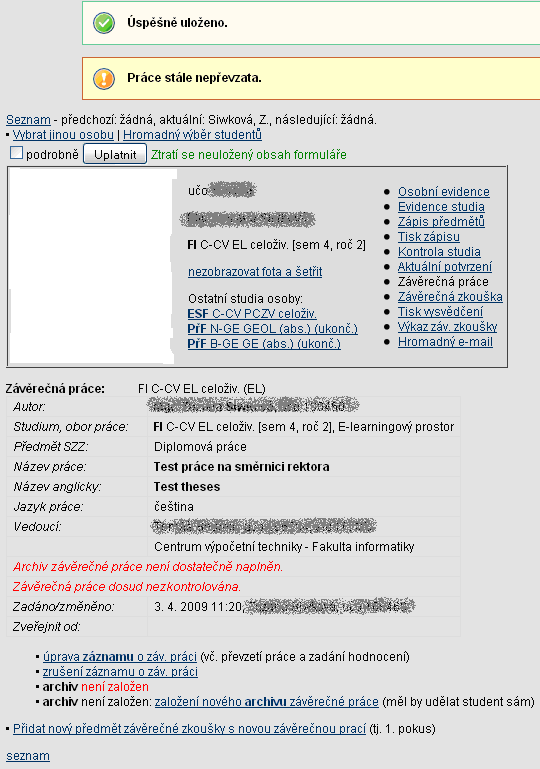 Úspěšně uloženo.
Práce stále nepřevzata.
Seznam - předchozí: žádná, aktuální: Siwková, Z., následující: žádná.
• Vybrat jinou osobu | Hromadný výběr studentů
podrobně Uplatnit Ztratí se neuložený obsah formuláře
učo
FI C-CV EL celoživ. [sem 4, roč 2]
nezobrazovat fota a šetřit
Ostatní studia osoby:
ESF C-CV PCZV celoživ.
PřF N-GE GEOL (abs.) (ukonč.)
PřF B-GE GE (abs.) (ukonč.)
• Osobní evidence
• Evidence studia
• Zápis předmětů
• Tisk zápisu
• Kontrola studia
• Aktuální potvrzení
• Závěrečná práce
• Závěrečná zkouška
• Tisk vysvědčení
• Výkaz záv. zkoušky
• Hromadný e-mail
Závěrečná práce: FI C-CV EL celoživ. (EL)
Autor:
Studium, obor práce: FI C-CV EL celoživ. [sem 4, roč 2], E-learningový prostor
Předmět SZZ: Diplomová práce
Název práce: Test práce na směrnici rektora
Název anglicky: Test theses
Jazyk práce: čeština
Vedoucí:
Centrum výpočetní techniky - Fakulta informatiky
Archiv závěrečné práce není dostatečně naplněn.
Závěrečná práce dosud nezkontrolována.
Zadáno/změněno: 3. 4. 2009 11:20,
Zveřejnit od:
• úprava záznamu o záv. práci (vč. převzetí práce a zadání hodnocení)
• zrušení záznamu o záv. práci
• archiv není založen
• archiv není založen: založení nového archivu závěrečné práce (měl by udělat student sám)
• Přidat nový předmět závěrečné zkoušky s novou závěrečnou prací (tj. 1. pokus)
seznam